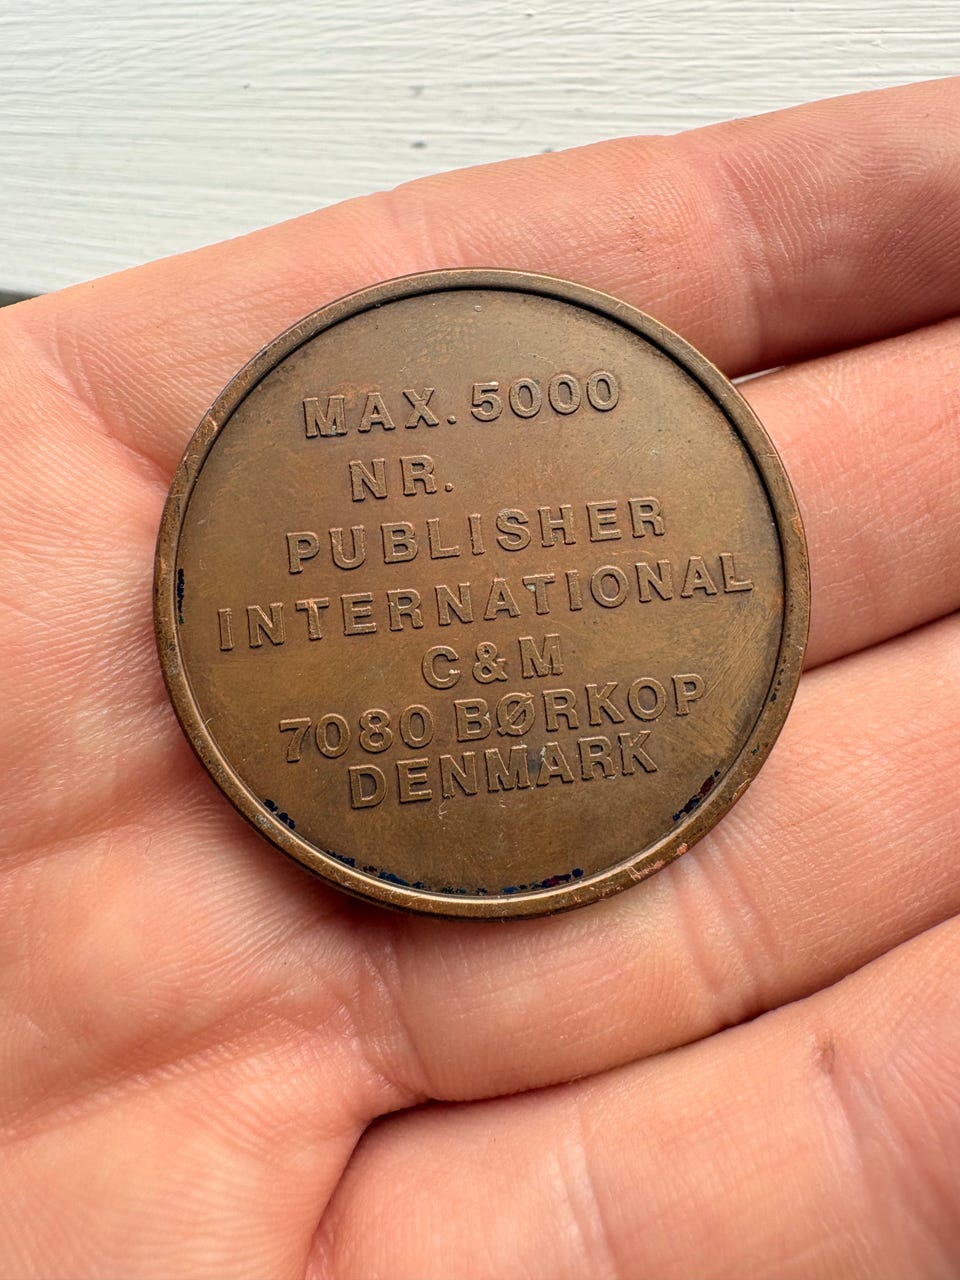 MAX. 5000
NR.
PUBLISHER
INTERNATIONAL
C&M
7080 BØRKOP
DENMARK